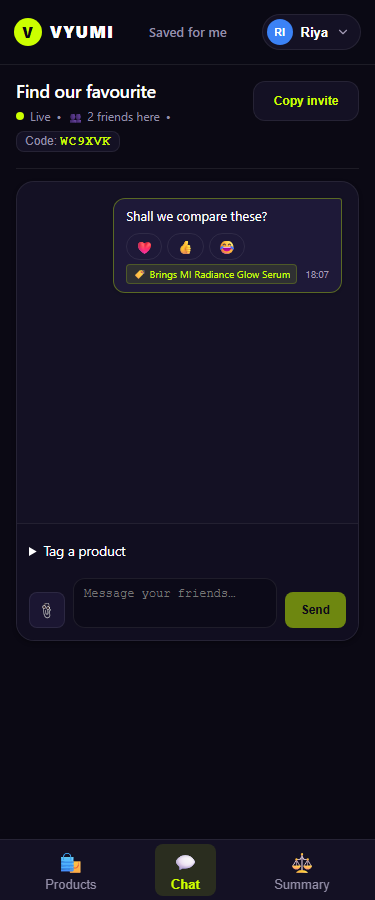 V VYUMI Saved for me RI Riya
Find our favourite
Live • 2 friends here •
Code: WC9XVK
Copy invite
Shall we compare these?
Brings MI Radiance Glow Serum 18:07
Tag a product
Message your friends…
Send
Products Chat Summary